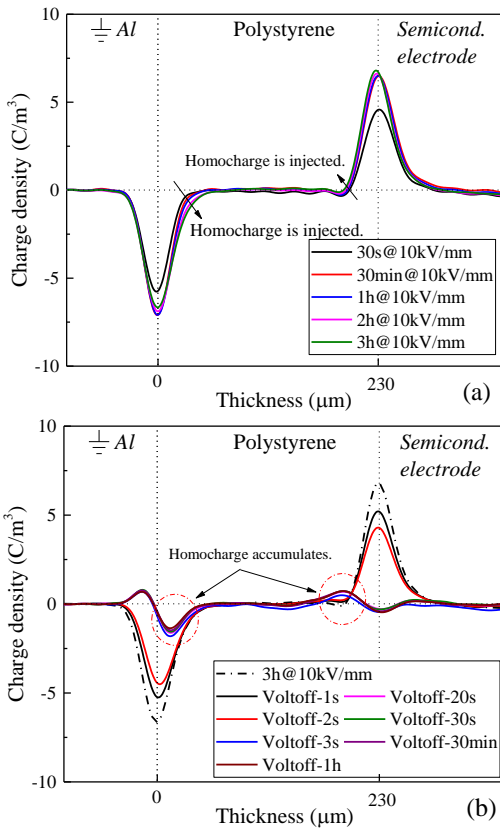 Al
Polystyrene
Semicond.
electrode
Charge density (C/m³)
10
5
0
-5
-10
Homocharge is injected.
Homocharge is injected.
30s@10kV/mm
30min@10kV/mm
1h@10kV/mm
2h@10kV/mm
3h@10kV/mm
0
230
Thickness (μm)
(a)
Al
Polystyrene
Semicond.
electrode
Charge density (C/m³)
10
5
0
-5
-10
Homocharge accumulates.
3h@10kV/mm
Voltoff-1s Voltoff-20s
Voltoff-2s Voltoff-30s
Voltoff-3s Voltoff-30min
Voltoff-1h
0
230
Thickness (μm)
(b)